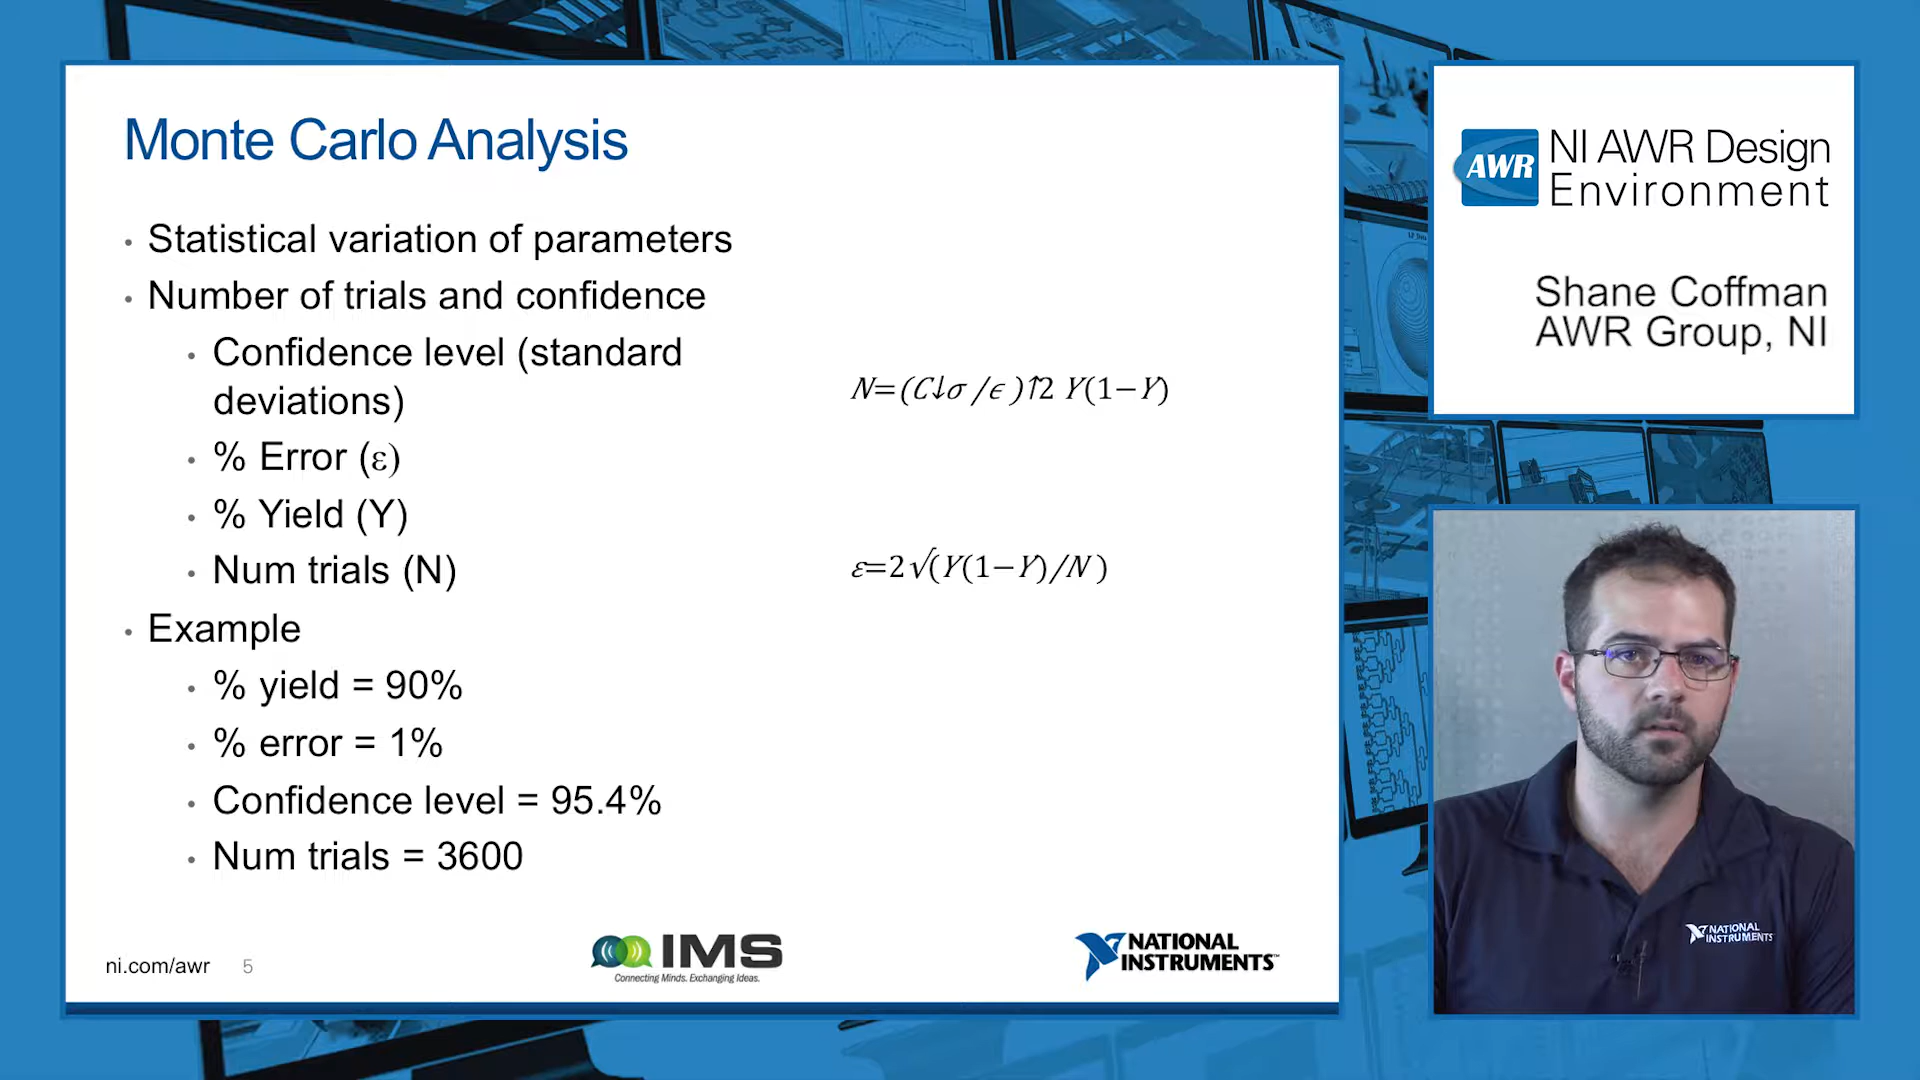 Monte Carlo Analysis
• Statistical variation of parameters
• Number of trials and confidence
• Confidence level (standard
deviations)
• % Error (ε)
• % Yield (Y)
• Num trials (N)
• Example
• % yield = 90%
• % error = 1%
• Confidence level = 95.4%
• Num trials = 3600
N=(C↓σ /ϵ )↑2 Y(1−Y)
ε=2√(Y(1−Y)/N )
ni.com/awr 5
IMS
Connecting Minds. Exchanging Ideas.
NATIONAL
INSTRUMENTS™
AWR
NI AWR Design
Environment
Shane Coffman
AWR Group, NI
NATIONAL
INSTRUMENTS